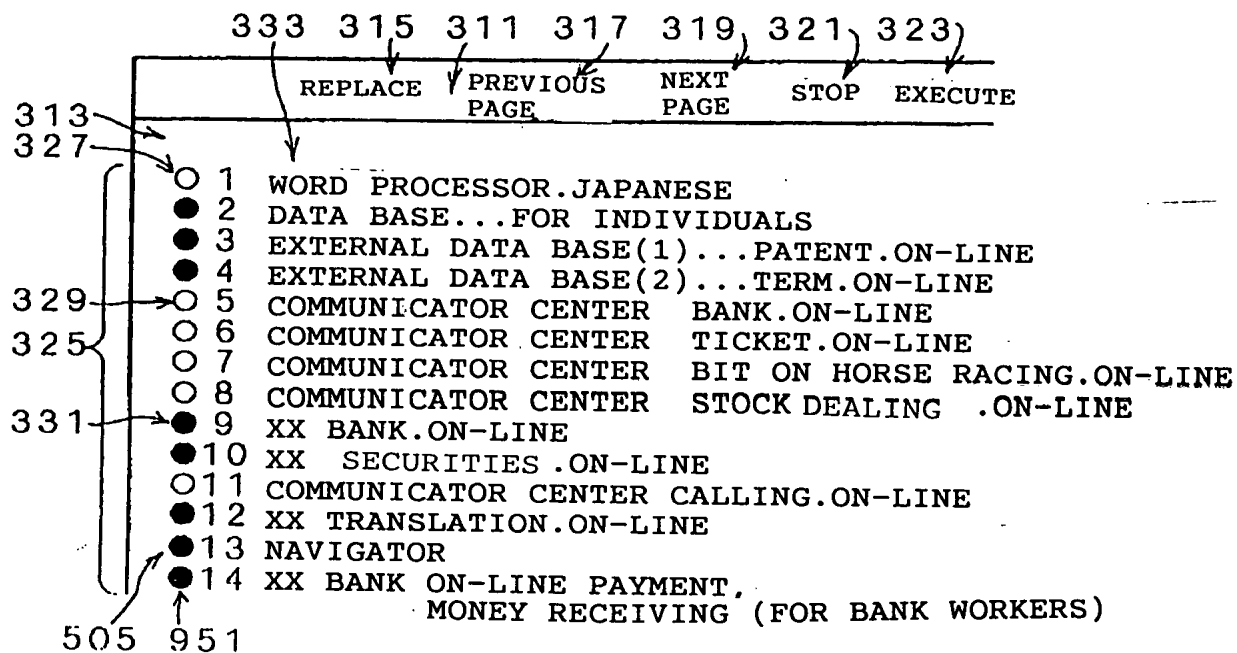 333 315 311 317 319 321 323
REPLACE PREVIOUS PAGE NEXT PAGE STOP EXECUTE
313
327
1 WORD PROCESSOR.JAPANESE
2 DATA BASE...FOR INDIVIDUALS
3 EXTERNAL DATA BASE(1)...PATENT.ON-LINE
4 EXTERNAL DATA BASE(2)...TERM.ON-LINE
329 5 COMMUNICATOR CENTER BANK.ON-LINE
325 6 COMMUNICATOR CENTER TICKET.ON-LINE
7 COMMUNICATOR CENTER BIT ON HORSE RACING.ON-LINE
8 COMMUNICATOR CENTER STOCK DEALING .ON-LINE
331 9 XX BANK.ON-LINE
10 XX SECURITIES .ON-LINE
11 COMMUNICATOR CENTER CALLING.ON-LINE
12 XX TRANSLATION.ON-LINE
13 NAVIGATOR
14 XX BANK ON-LINE PAYMENT.
MONEY RECEIVING (FOR BANK WORKERS)
505 951